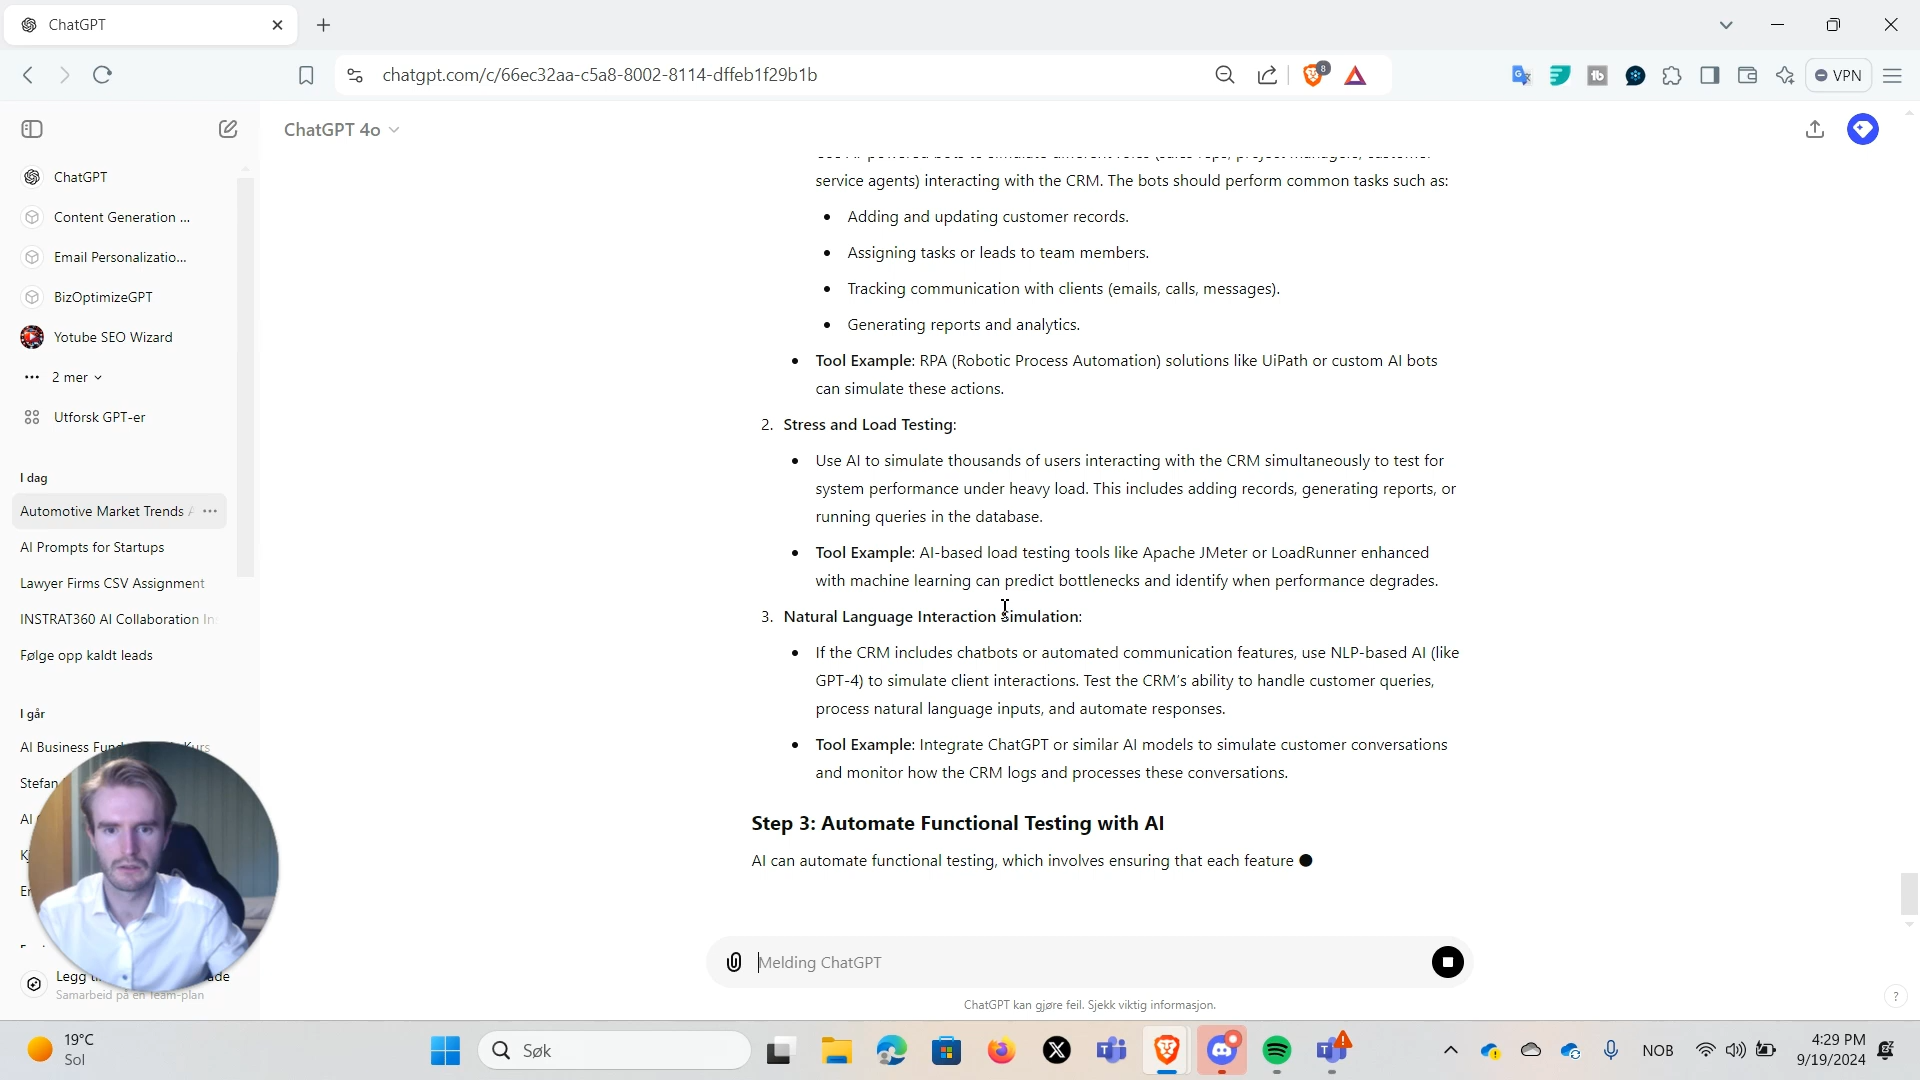 ChatGPT
chatgpt.com/c/66ec32aa-c5a8-8002-8114-dffeb1f29b1b
8
VPN
ChatGPT 4o
ChatGPT
Content Generation ...
Email Personalizatio...
BizOptimizeGPT
Yotube SEO Wizard
2 mer
Utforsk GPT-er
I dag
Automotive Market Trends
AI Prompts for Startups
Lawyer Firms CSV Assignment
INSTRAT360 AI Collaboration In
Følge opp kaldt leads
I går
AI Business
Kurs
Stefan
Legg
Samarbeid på en Team-plan
service agents) interacting with the CRM. The bots should perform common tasks such as:
• Adding and updating customer records.
• Assigning tasks or leads to team members.
• Tracking communication with clients (emails, calls, messages).
• Generating reports and analytics.
• Tool Example: RPA (Robotic Process Automation) solutions like UiPath or custom AI bots
can simulate these actions.
2. Stress and Load Testing:
• Use AI to simulate thousands of users interacting with the CRM simultaneously to test for
system performance under heavy load. This includes adding records, generating reports, or
running queries in the database.
• Tool Example: AI-based load testing tools like Apache JMeter or LoadRunner enhanced
with machine learning can predict bottlenecks and identify when performance degrades.
3. Natural Language Interaction Simulation:
• If the CRM includes chatbots or automated communication features, use NLP-based AI (like
GPT-4) to simulate client interactions. Test the CRM's ability to handle customer queries,
process natural language inputs, and automate responses.
• Tool Example: Integrate ChatGPT or similar AI models to simulate customer conversations
and monitor how the CRM logs and processes these conversations.
Step 3: Automate Functional Testing with AI
AI can automate functional testing, which involves ensuring that each feature
Melding ChatGPT
ChatGPT kan gjøre feil. Sjekk viktig informasjon.
?
19°C
Sol
Søk
NOB
4:29 PM
9/19/2024